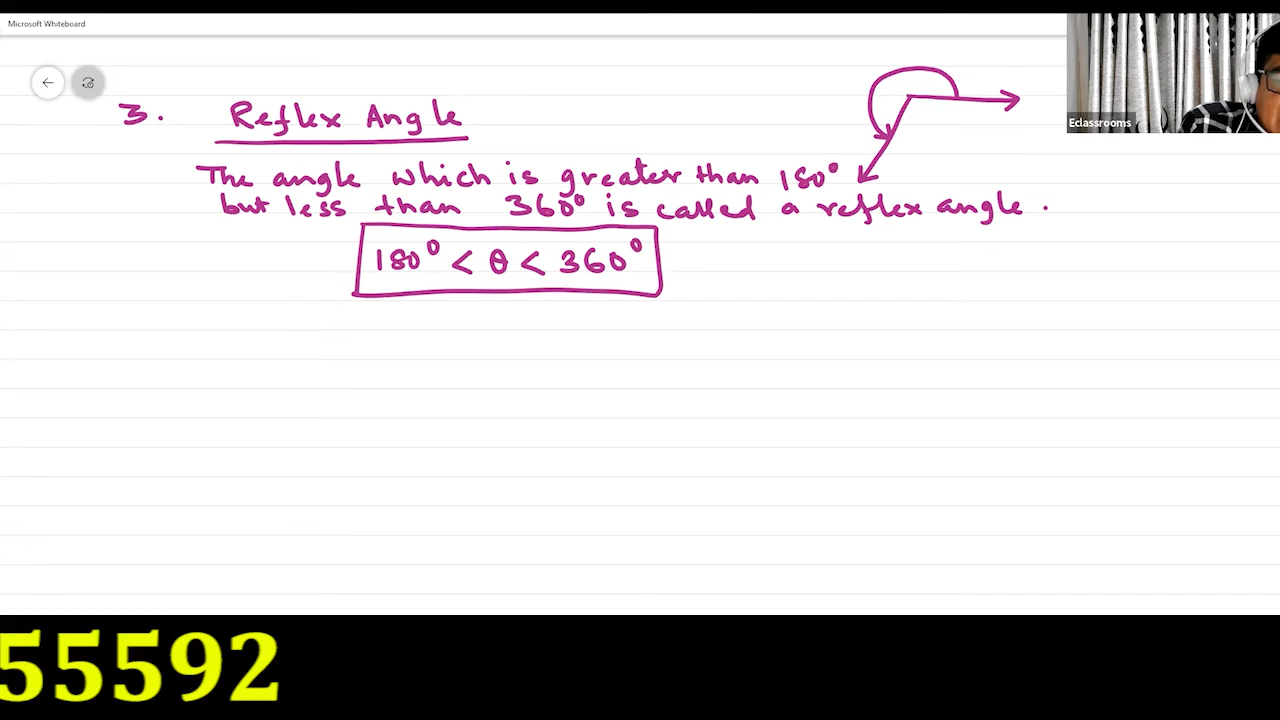 Microsoft Whiteboard
3. Reflex Angle
Eclassrooms
The angle which is greater than 180°
but less than 360° is called a reflex angle.
180° < θ < 360°
55592